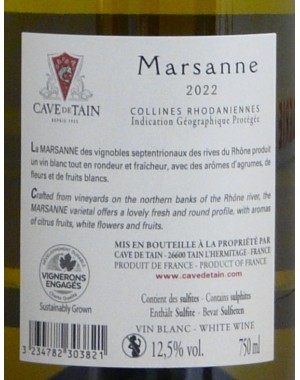 Marsanne
2022
CAVE DE TAIN
DEPUIS 1933
COLLINES RHODANIENNES
Indication Géographique Protégée
La MARSANNE des vignobles septentrionaux des rives du Rhône produit
un vin blanc tout en rondeur et fraîcheur, avec des arômes d'agrumes, de
fleurs et de fruits blancs.
Crafted from vineyards on the northern banks of the Rhône river, the
MARSANNE varietal offers a lovely fresh and round profile, with aromas
of citrus fruits, white flowers and fruits.
MIS EN BOUTEILLE À LA PROPRIÉTÉ PAR
CAVE DE TAIN - 26600 TAIN L'HERMITAGE - FRANCE
PRODUIT DE FRANCE - PRODUCT OF FRANCE
www.cavedetain.com
VIGNERONS
ENGAGÉS
Sustainably Grown
Contient des sulfites - Contains sulphites
Enthält Sulfite - Bevat Sulfieten
VIN BLANC - WHITE WINE
3 234782 303821
12,5% vol.
750 ml